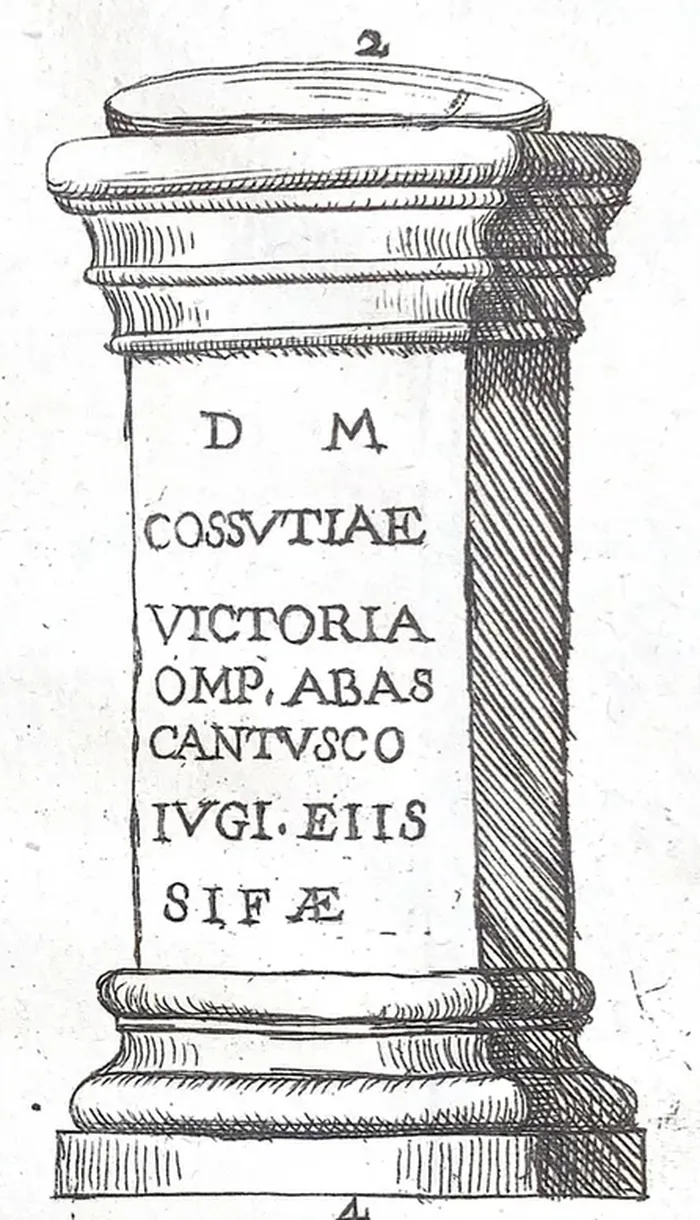 2
D M
COSSVTIAE
VICTORIA
OMP. ABAS
CANTVSCO
IVGI. EIIS
SIFÆ
4